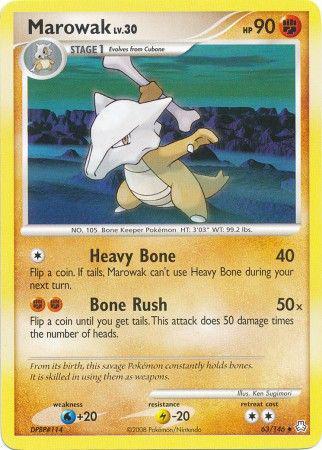 Marowak LV.30
HP 90
STAGE 1 Evolves from Cubone
NO. 105 Bone Keeper Pokémon HT: 3'03" WT: 99.2 lbs.
Heavy Bone 40
Flip a coin. If tails, Marowak can't use Heavy Bone during your
next turn.
Bone Rush 50x
Flip a coin until you get tails. This attack does 50 damage times
the number of heads.
From its birth, this savage Pokémon constantly holds bones.
It is skilled in using them as weapons.
Illus. Ken Sugimori
weakness resistance retreat cost
+20 -20
DPBP#114 ©2008 Pokémon/Nintendo 63/146